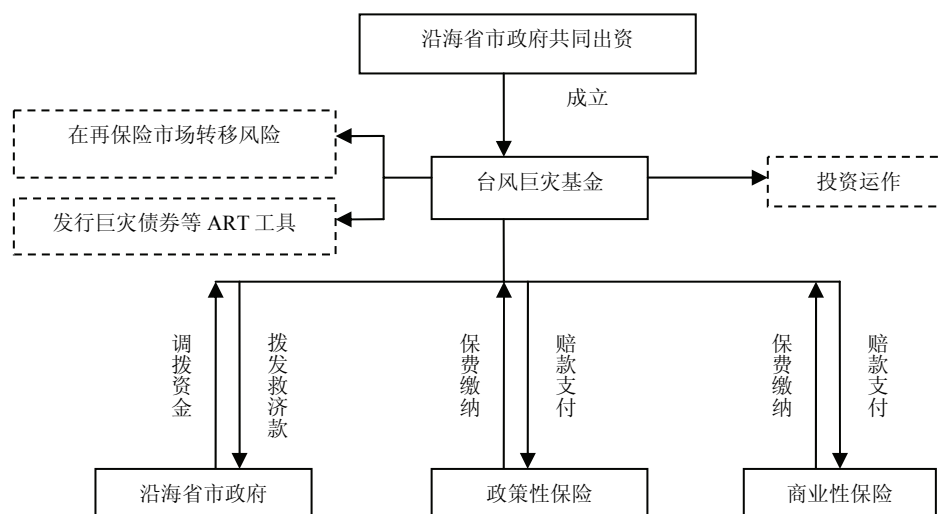 沿海省市政府共同出资
成立
在再保险市场转移风险
台风巨灾基金
投资运作
发行巨灾债券等 ART 工具
调拨资金
拨发救济款
保费缴纳
赔款支付
保费缴纳
赔款支付
沿海省市政府
政策性保险
商业性保险